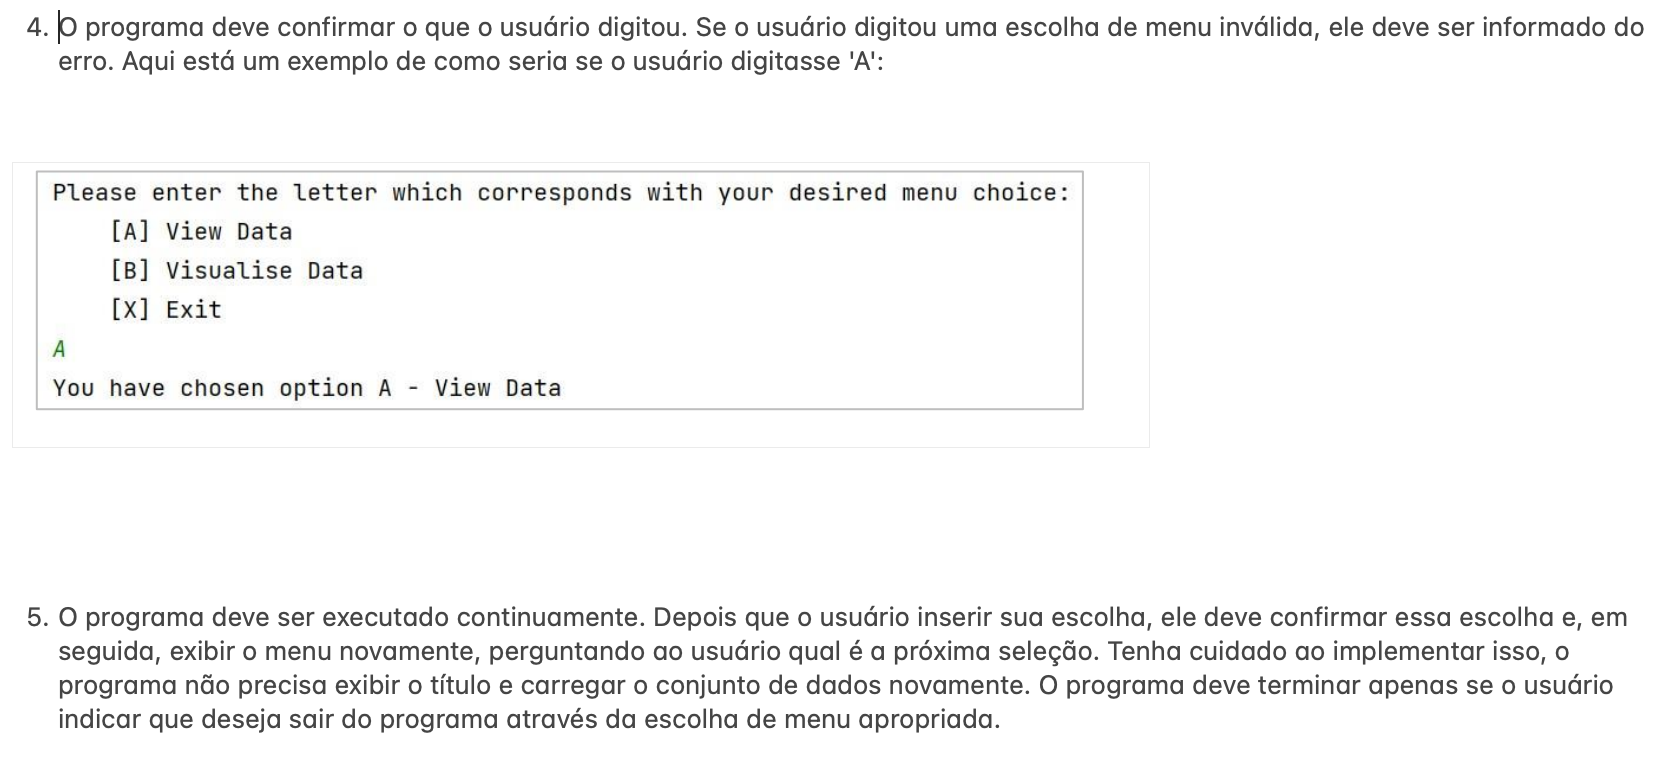 4. O programa deve confirmar o que o usuário digitou. Se o usuário digitou uma escolha de menu inválida, ele deve ser informado do
erro. Aqui está um exemplo de como seria se o usuário digitasse 'A':
Please enter the letter which corresponds with your desired menu choice:
[A] View Data
[B] Visualise Data
[X] Exit
A
You have chosen option A - View Data
5. O programa deve ser executado continuamente. Depois que o usuário inserir sua escolha, ele deve confirmar essa escolha e, em
seguida, exibir o menu novamente, perguntando ao usuário qual é a próxima seleção. Tenha cuidado ao implementar isso, o
programa não precisa exibir o título e carregar o conjunto de dados novamente. O programa deve terminar apenas se o usuário
indicar que deseja sair do programa através da escolha de menu apropriada.